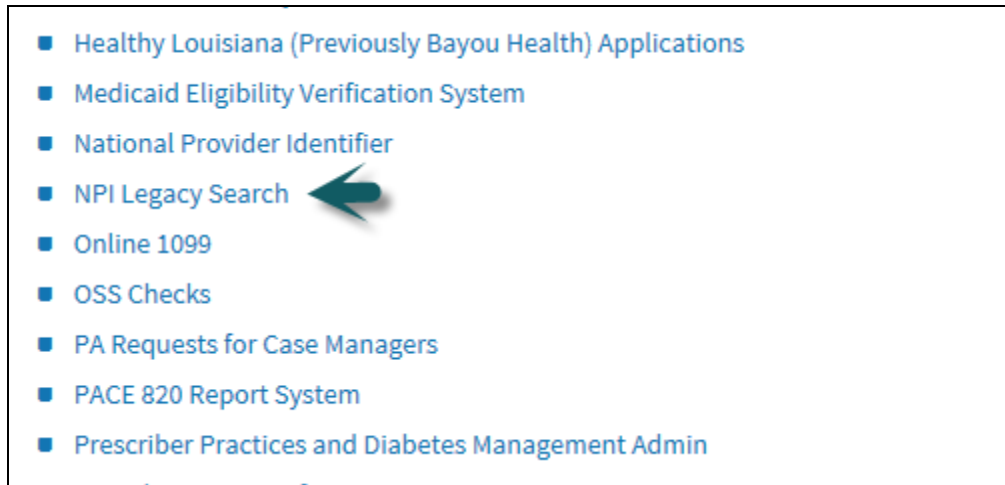 Healthy Louisiana (Previously Bayou Health) Applications
Medicaid Eligibility Verification System
National Provider Identifier
NPI Legacy Search
Online 1099
OSS Checks
PA Requests for Case Managers
PACE 820 Report System
Prescriber Practices and Diabetes Management Admin